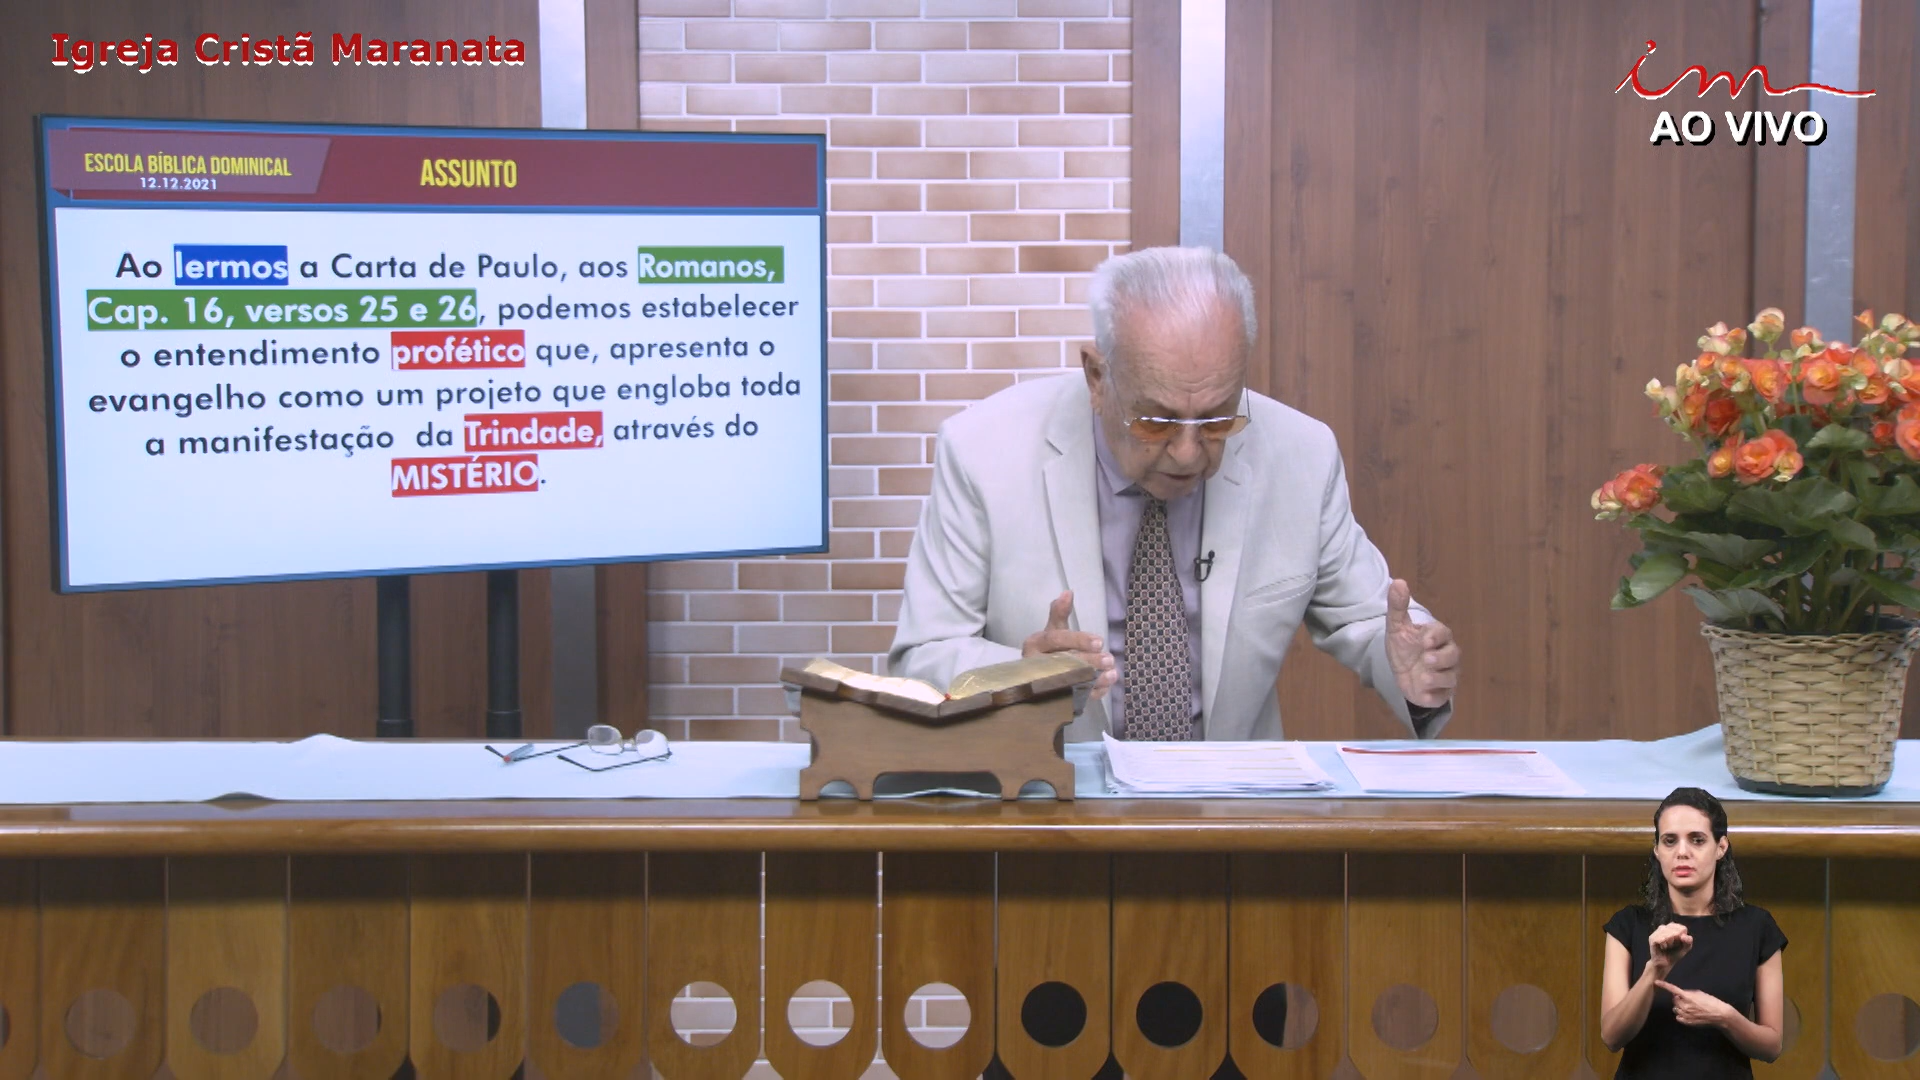 Igreja Cristã Maranata
im
AO VIVO
ESCOLA BÍBLICA DOMINICAL
12.12.2021
ASSUNTO
Ao lermos a Carta de Paulo, aos Romanos,
Cap. 16, versos 25 e 26, podemos estabelecer
o entendimento profético que, apresenta o
evangelho como um projeto que engloba toda
a manifestação da Trindade, através do
MISTÉRIO.